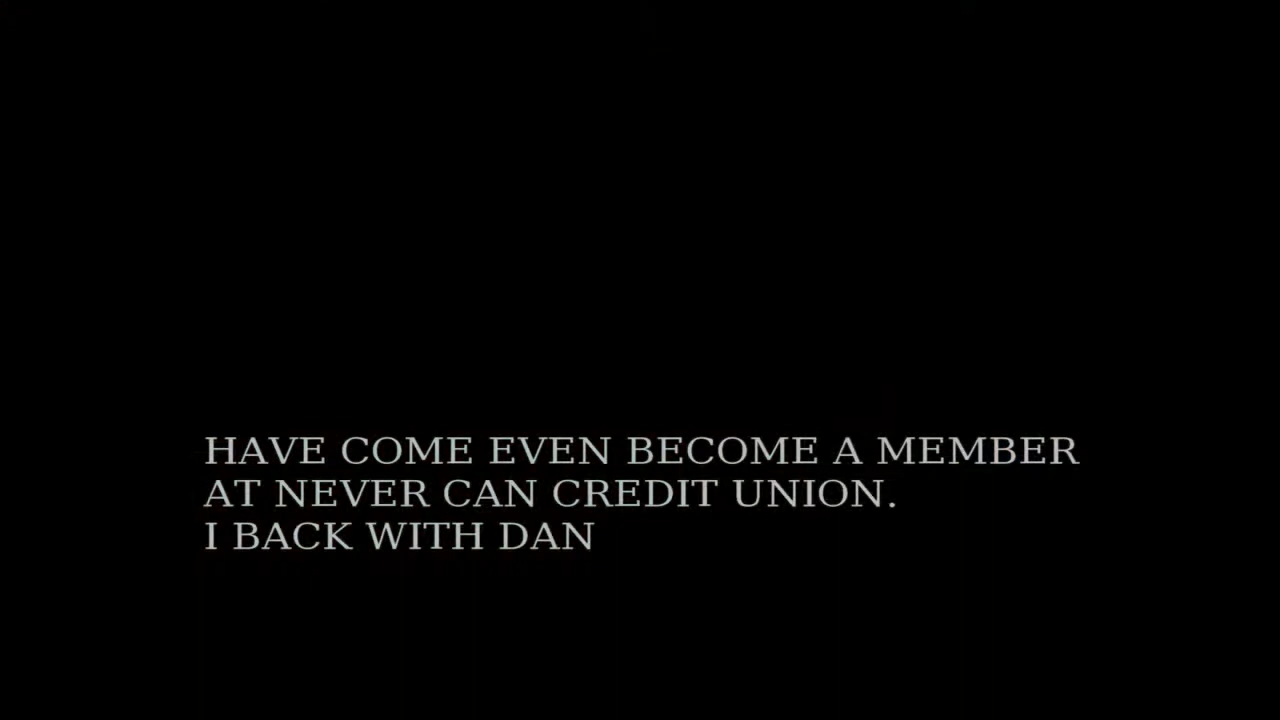 HAVE COME EVEN BECOME A MEMBER
AT NEVER CAN CREDIT UNION.
I BACK WITH DAN